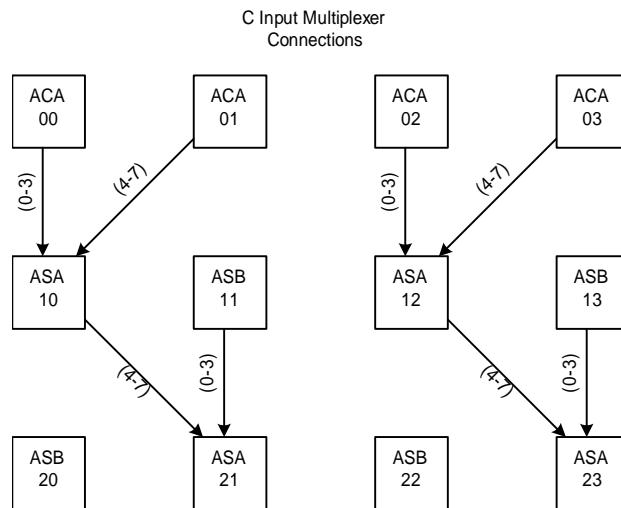 C Input Multiplexer
Connections
ACA
00
ACA
01
ACA
02
ACA
03
(0-3)
(4-7)
(0-3)
(4-7)
ASA
10
ASB
11
ASA
12
ASB
13
(4-7)
(0-3)
(4-7)
(0-3)
ASB
20
ASA
21
ASB
22
ASA
23